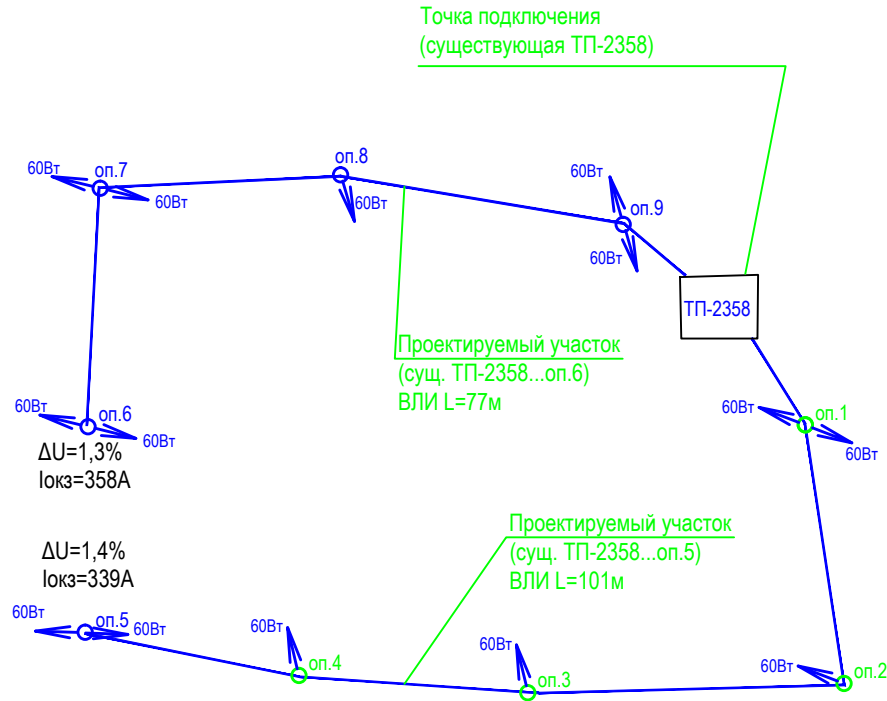 Точка подключения
(существующая ТП-2358)
60Вт
оп.7
60Вт
оп.8
60Вт
60Вт
оп.9
60Вт
ТП-2358
Проектируемый участок
(сущ. ТП-2358...оп.6)
ВЛИ L=77м
60Вт
оп.6
60Вт
ΔU=1,3%
Iокз=358А
60Вт
оп.1
60Вт
Проектируемый участок
(сущ. ТП-2358...оп.5)
ВЛИ L=101м
ΔU=1,4%
Iокз=339А
60Вт
оп.5
60Вт
60Вт
оп.4
60Вт
оп.3
60Вт
оп.2